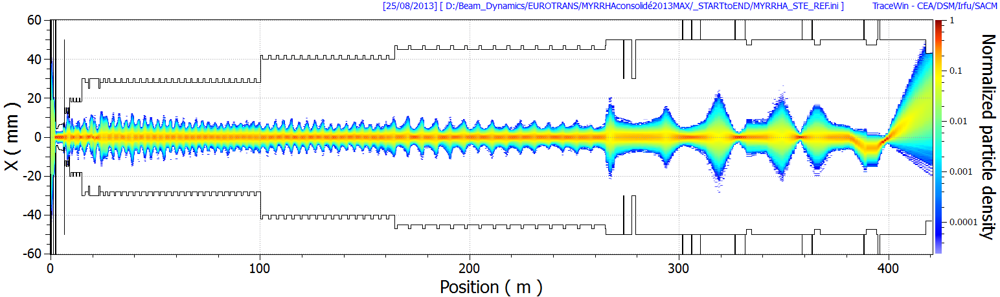 [25/08/2013] [ D:/Beam_Dynamics/EUROTRANS/MYRRHAconsolidé2013MAX/_STARTtoEND/MYRRHA_STE_REF.ini ] TraceWin - CEA/DSM/Irfu/SACM
60
40
20
0
-20
-40
-60
X ( mm )
0 100 200 300 400
Position ( m )
1
0.1
0.01
0.001
0.0001
Normalized particle density